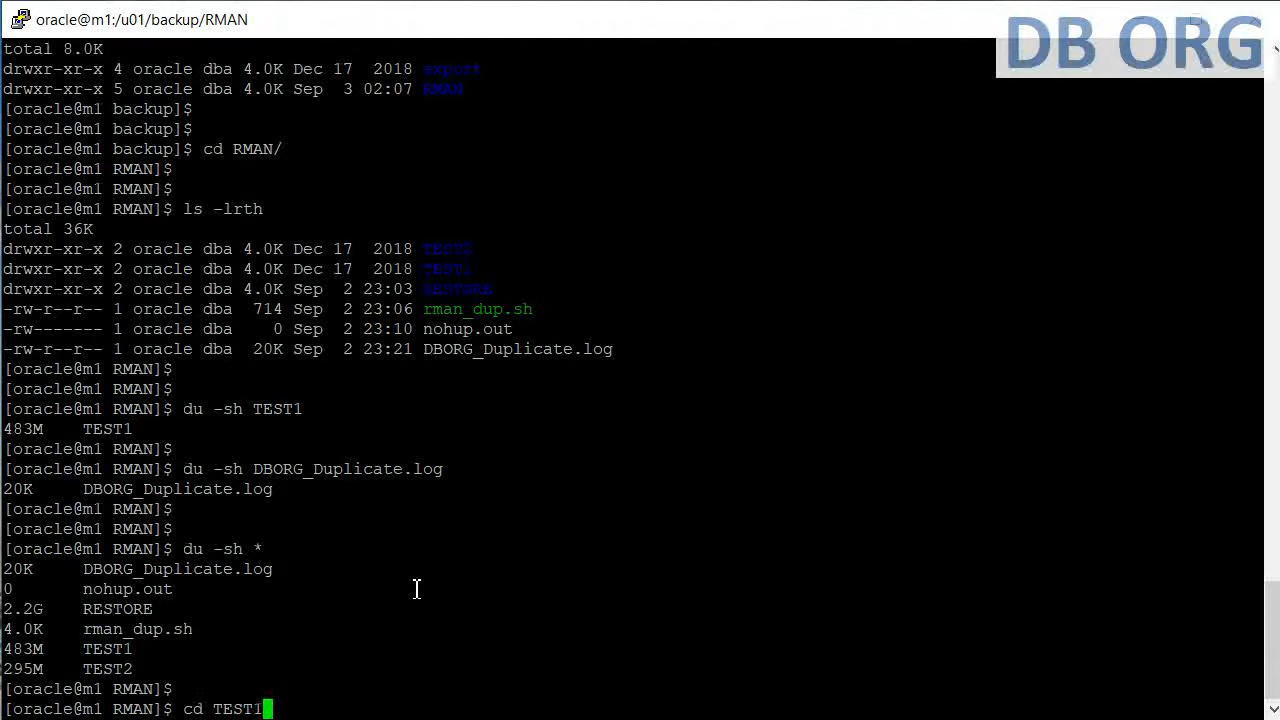 oracle@m1:/u01/backup/RMAN
DB ORG
total 8.0K
drwxr-xr-x 4 oracle dba 4.0K Dec 17  2018 export
drwxr-xr-x 5 oracle dba 4.0K Sep  3 02:07 RMAN
[oracle@m1 backup]$
[oracle@m1 backup]$
[oracle@m1 backup]$ cd RMAN/
[oracle@m1 RMAN]$
[oracle@m1 RMAN]$
[oracle@m1 RMAN]$ ls -lrth
total 36K
drwxr-xr-x 2 oracle dba 4.0K Dec 17  2018 TEST2
drwxr-xr-x 2 oracle dba 4.0K Dec 17  2018 TEST1
drwxr-xr-x 2 oracle dba 4.0K Sep  2 23:03 RESTORE
-rw-r--r-- 1 oracle dba  714 Sep  2 23:06 rman_dup.sh
-rw------- 1 oracle dba    0 Sep  2 23:10 nohup.out
-rw-r--r-- 1 oracle dba  20K Sep  2 23:21 DBORG_Duplicate.log
[oracle@m1 RMAN]$
[oracle@m1 RMAN]$
[oracle@m1 RMAN]$ du -sh TEST1
483M    TEST1
[oracle@m1 RMAN]$
[oracle@m1 RMAN]$ du -sh DBORG_Duplicate.log
20K     DBORG_Duplicate.log
[oracle@m1 RMAN]$
[oracle@m1 RMAN]$
[oracle@m1 RMAN]$ du -sh *
20K     DBORG_Duplicate.log
0       nohup.out
2.2G    RESTORE
4.0K    rman_dup.sh
483M    TEST1
295M    TEST2
[oracle@m1 RMAN]$
[oracle@m1 RMAN]$ cd TEST1